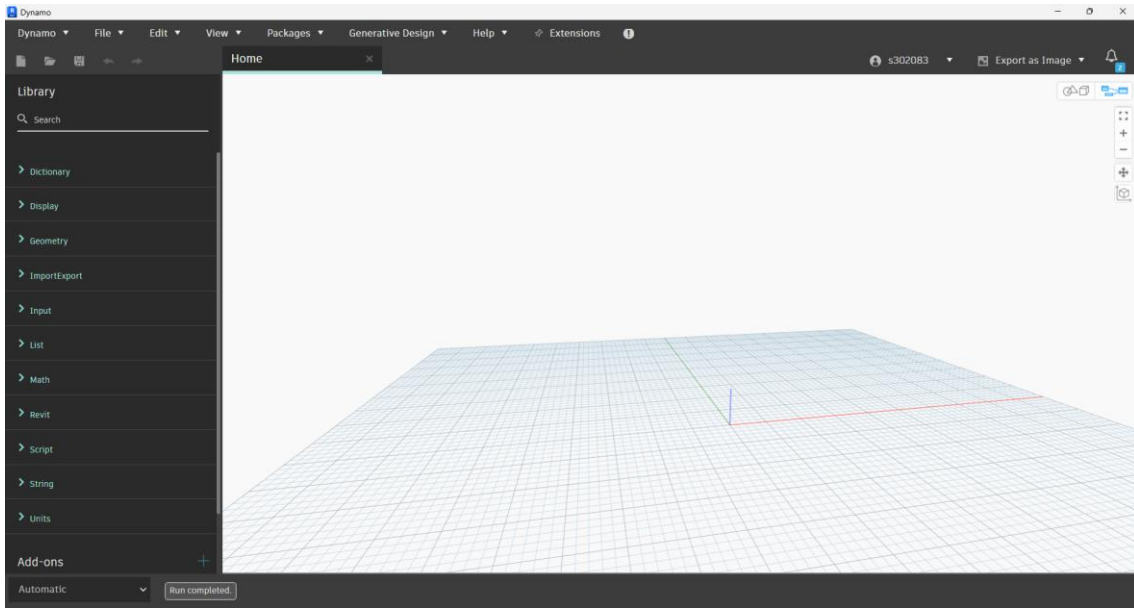 Dynamo
Dynamo File Edit View Packages Generative Design Help Extensions
Home s302083 Export as Image
2
Library
Search
Dictionary
Display
Geometry
ImportExport
Input
List
Math
Revit
Script
String
Units
Add-ons
Automatic Run completed.